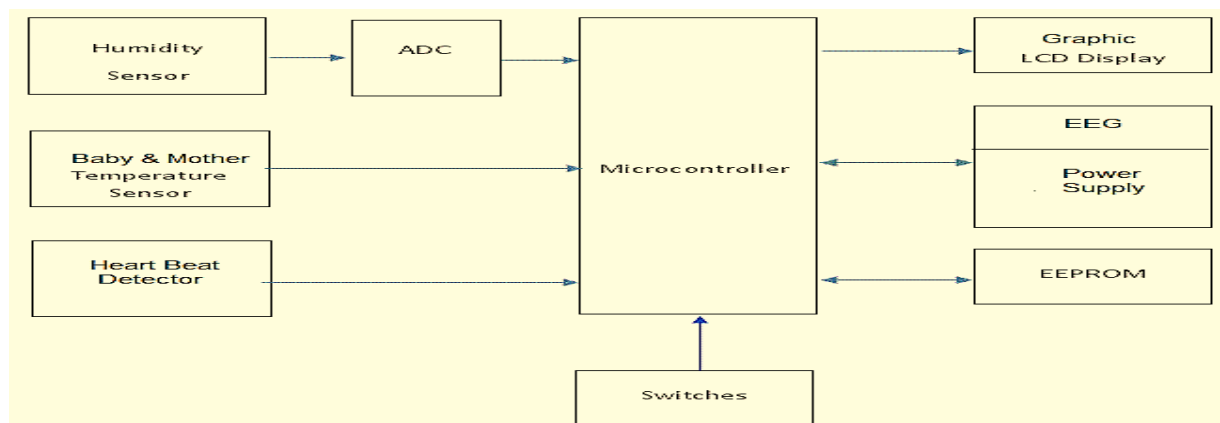 Humidity
Sensor
ADC
Baby & Mother
Temperature
Sensor
Heart Beat
Detector
Microcontroller
Graphic
LCD Display
EEG
Power
Supply
EEPROM
Switches